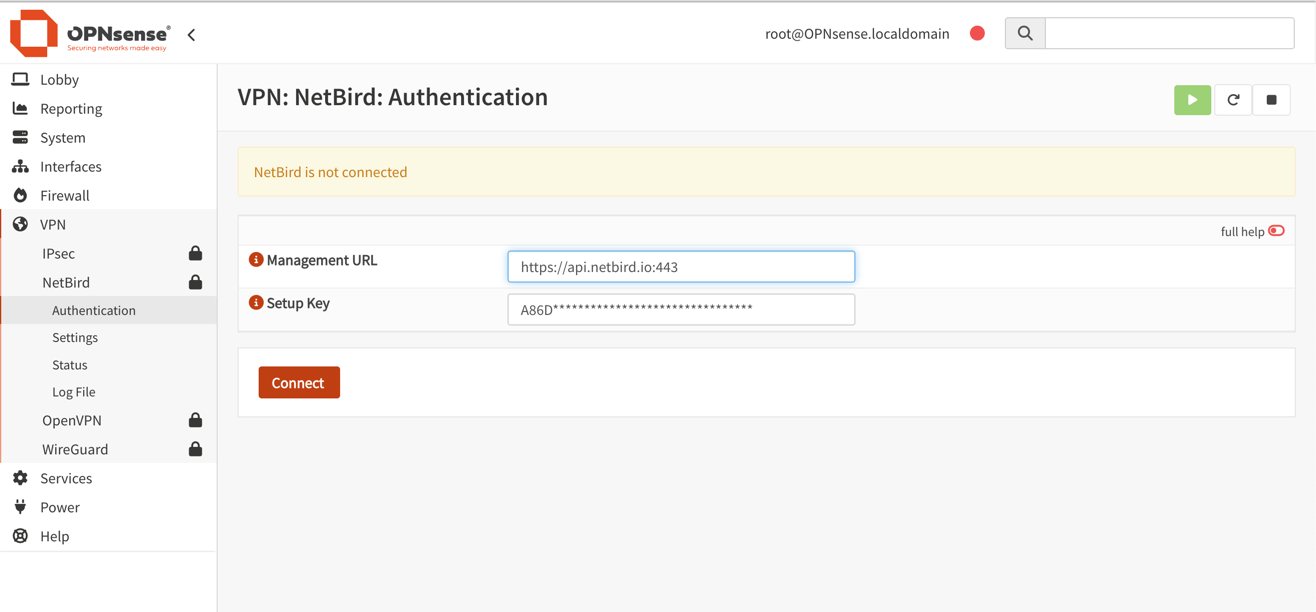 OPNsense®
Securing networks made easy
root@OPNsense.localdomain
Lobby
Reporting
System
Interfaces
Firewall
VPN
IPsec
NetBird
Authentication
Settings
Status
Log File
OpenVPN
WireGuard
Services
Power
Help
VPN: NetBird: Authentication
NetBird is not connected
full help
Management URL
https://api.netbird.io:443
Setup Key
A86D********************************
Connect